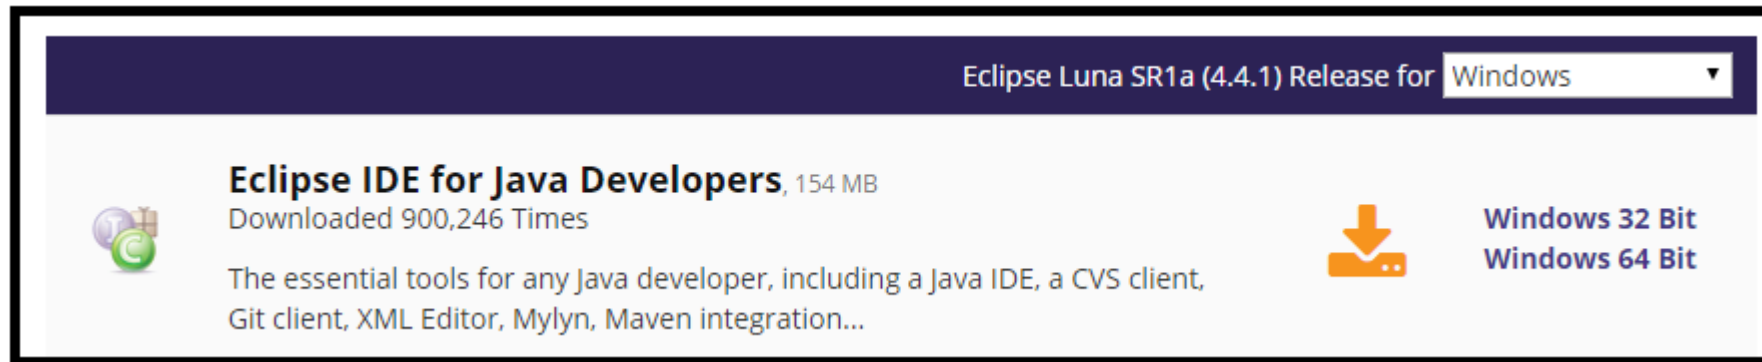 Eclipse Luna SR1a (4.4.1) Release for Windows
Eclipse IDE for Java Developers, 154 MB
Downloaded 900,246 Times
The essential tools for any Java developer, including a Java IDE, a CVS client,
Git client, XML Editor, Mylyn, Maven integration...
Windows 32 Bit
Windows 64 Bit